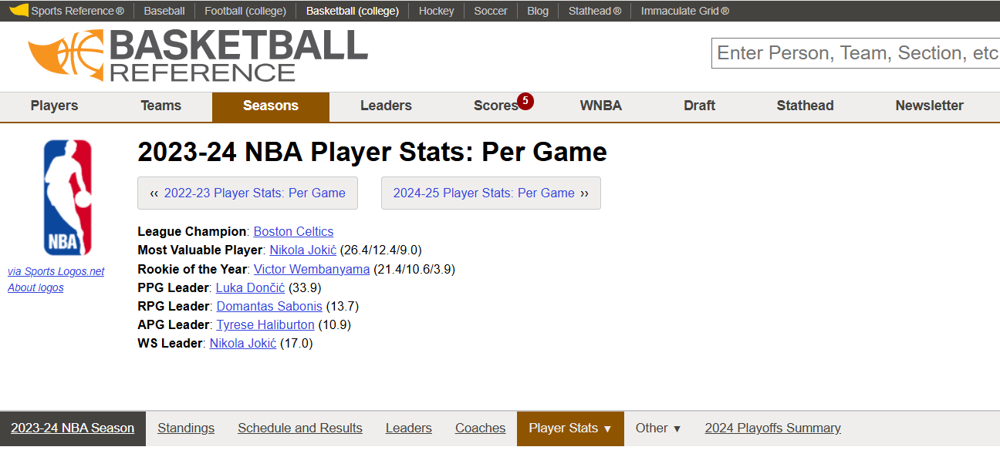 Sports Reference® Baseball Football (college) Basketball (college) Hockey Soccer Blog Stathead® Immaculate Grid®
BASKETBALL
REFERENCE
Enter Person, Team, Section, etc
Players Teams Seasons Leaders Scores 5 WNBA Draft Stathead Newsletter
2023-24 NBA Player Stats: Per Game
‹‹ 2022-23 Player Stats: Per Game 2024-25 Player Stats: Per Game ››
League Champion: Boston Celtics
Most Valuable Player: Nikola Jokić (26.4/12.4/9.0)
NBA
Rookie of the Year: Victor Wembanyama (21.4/10.6/3.9)
via Sports Logos.net
About logos
PPG Leader: Luka Dončić (33.9)
RPG Leader: Domantas Sabonis (13.7)
APG Leader: Tyrese Haliburton (10.9)
WS Leader: Nikola Jokić (17.0)
2023-24 NBA Season Standings Schedule and Results Leaders Coaches Player Stats ▼ Other ▼ 2024 Playoffs Summary